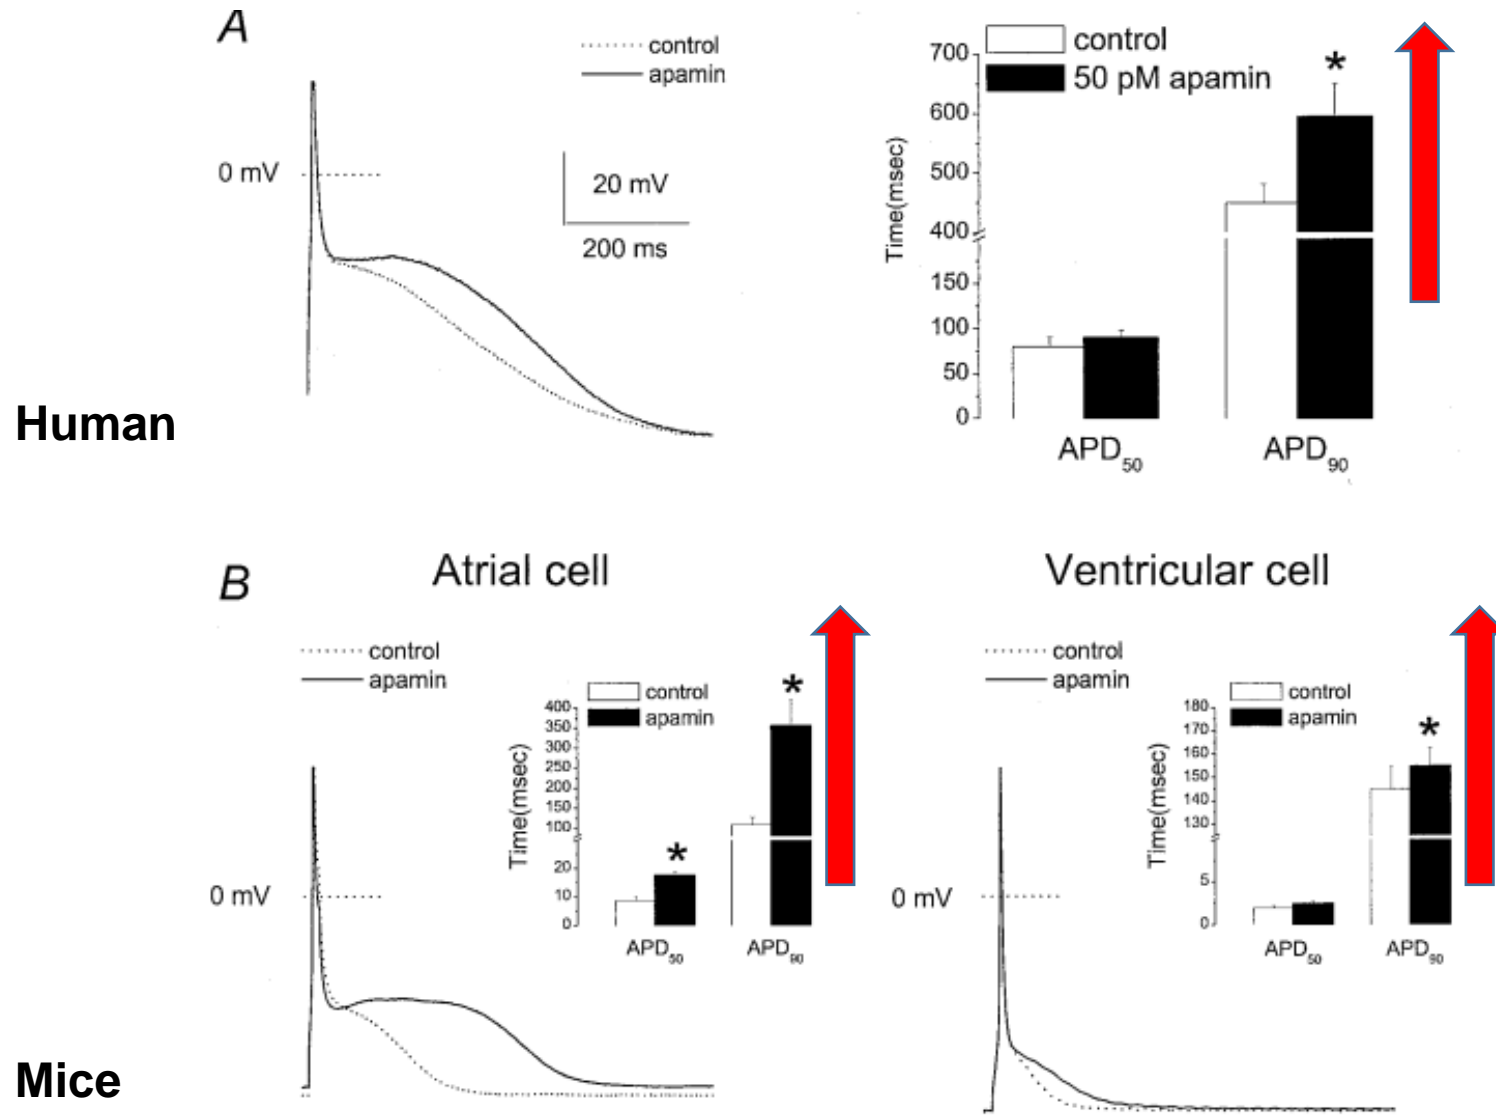 A
control
apamin
0 mV
20 mV
200 ms
control
50 pM apamin
*
Time(msec)
700
600
500
400
150
100
50
0
APD50
APD90
Human
B
Atrial cell
control
apamin
0 mV
control
apamin
*
*
Time(msec)
400
350
300
250
200
150
100
20
10
0
APD50
APD90
Ventricular cell
control
apamin
0 mV
control
apamin
*
Time(msec)
180
170
160
150
140
130
5
0
APD50
APD90
Mice